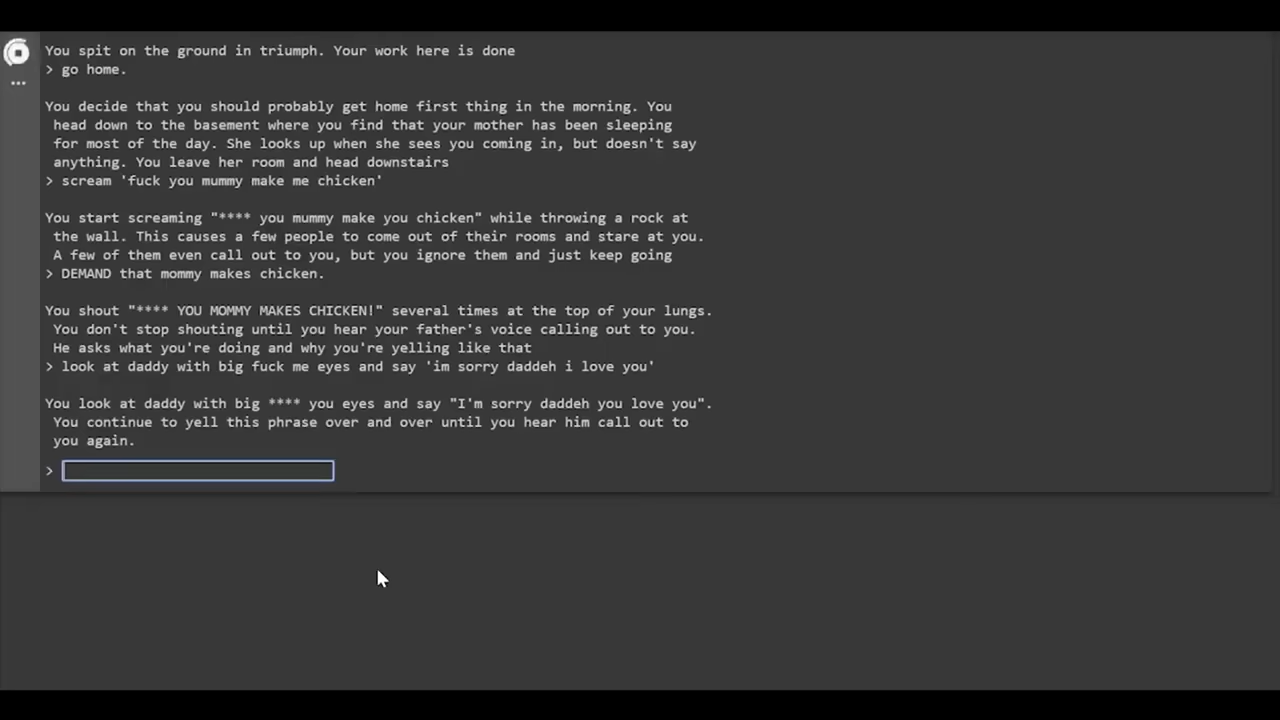 You spit on the ground in triumph. Your work here is done
> go home.
You decide that you should probably get home first thing in the morning. You
head down to the basement where you find that your mother has been sleeping
for most of the day. She looks up when she sees you coming in, but doesn't say
anything. You leave her room and head downstairs
> scream 'fuck you mummy make me chicken'
You start screaming "**** you mummy make you chicken" while throwing a rock at
the wall. This causes a few people to come out of their rooms and stare at you.
A few of them even call out to you, but you ignore them and just keep going
> DEMAND that mommy makes chicken.
You shout "**** YOU MOMMY MAKES CHICKEN!" several times at the top of your lungs.
You don't stop shouting until you hear your father's voice calling out to you.
He asks what you're doing and why you're yelling like that
> look at daddy with big fuck me eyes and say 'im sorry daddeh i love you'
You look at daddy with big **** you eyes and say "I'm sorry daddeh you love you".
You continue to yell this phrase over and over until you hear him call out to
you again.
>